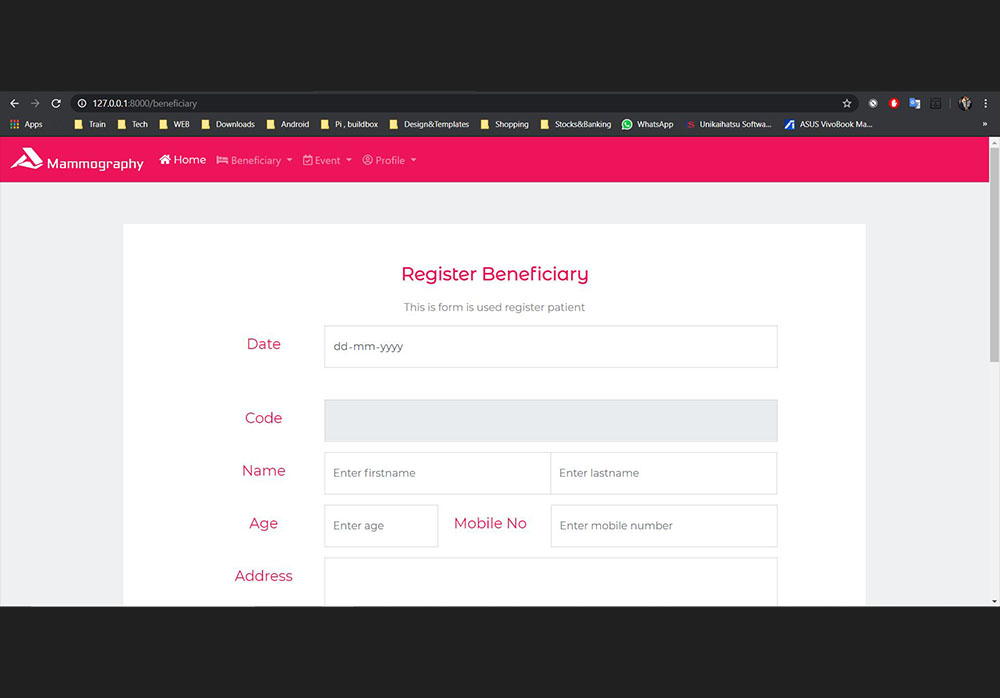 127.0.0.1:8000/beneficiary
Apps Train Tech WEB Downloads Android Pi , buildbox Design&Templates Shopping Stocks&Banking WhatsApp Unikaihatsu Softwa... ASUS VivoBook Ma... »
Mammography Home Beneficiary Event Profile
Register Beneficiary
This is form is used register patient
Date dd-mm-yyyy
Code
Name Enter firstname Enter lastname
Age Enter age Mobile No Enter mobile number
Address